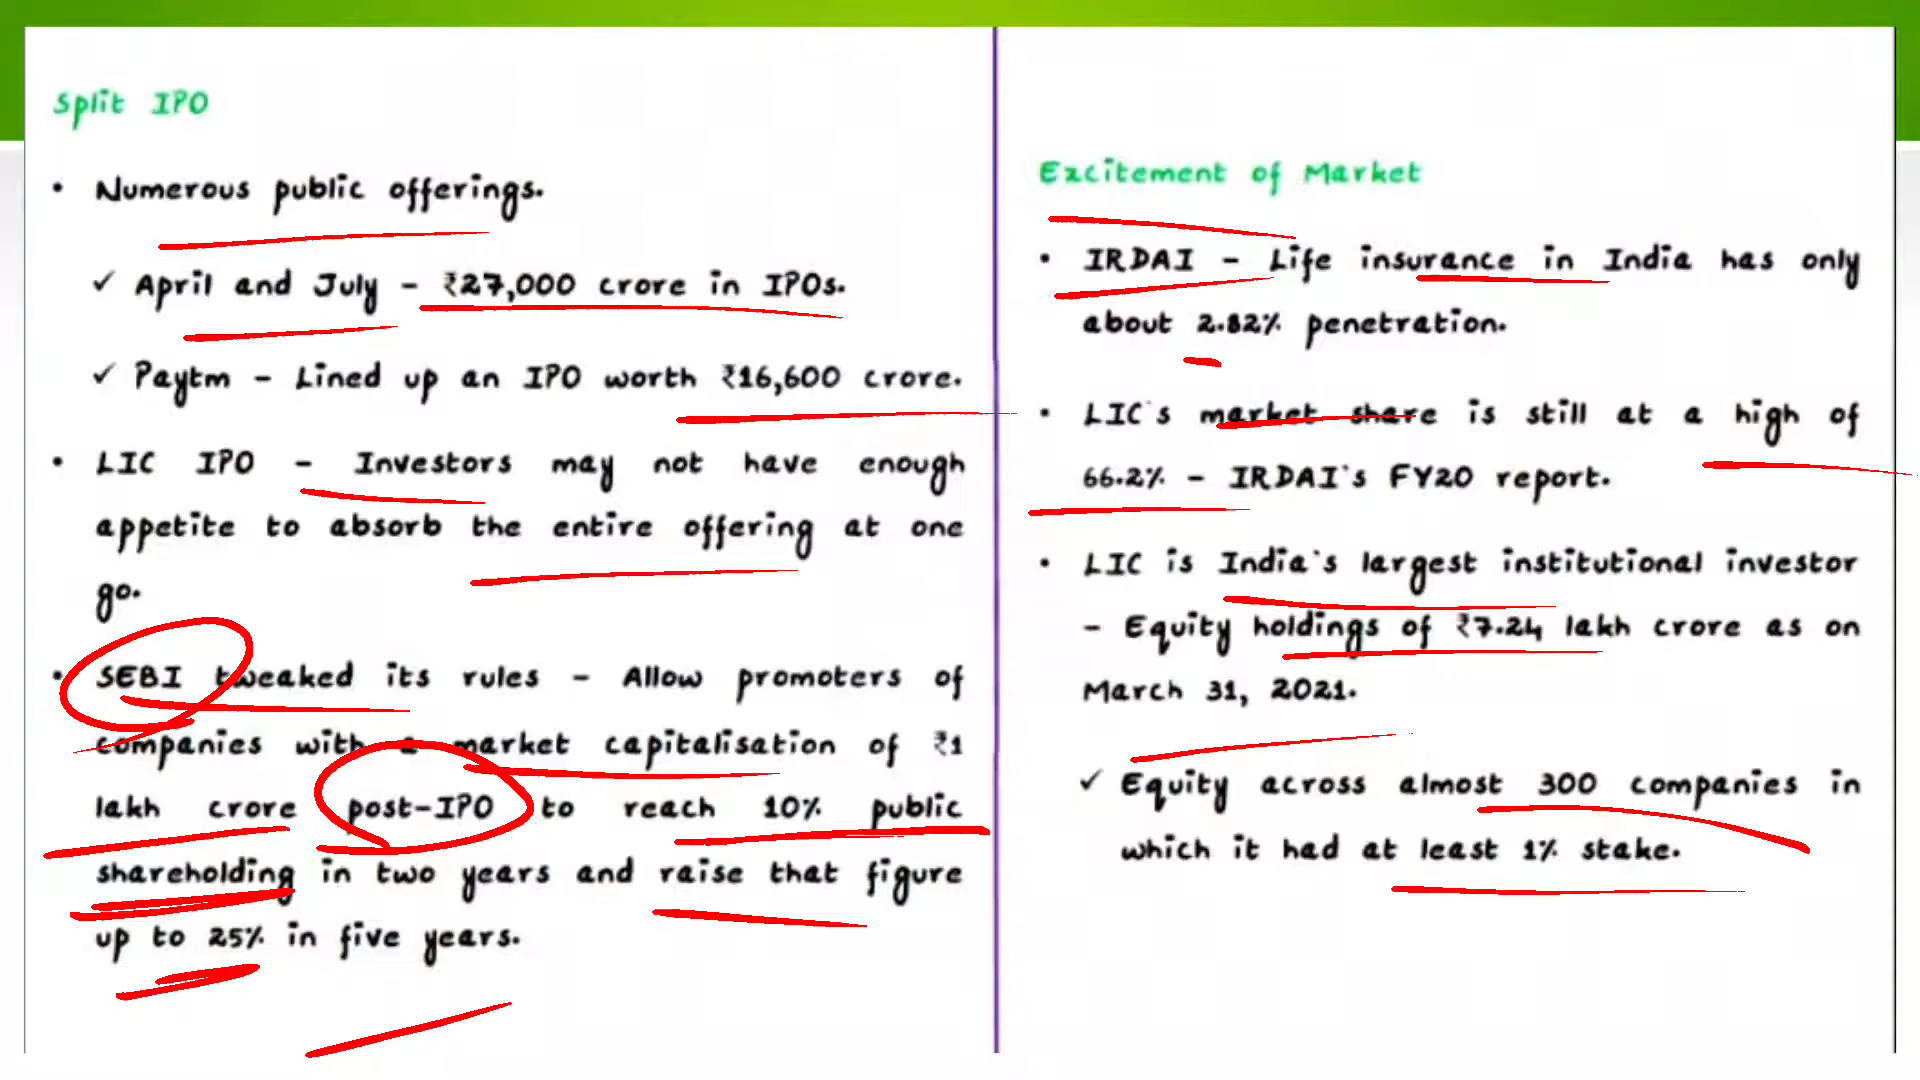 Split IPO
• Numerous public offerings.
✓ April and July – ₹27,000 crore in IPOs.
✓ Paytm – Lined up an IPO worth ₹16,600 crore.
• LIC IPO – Investors may not have enough
appetite to absorb the entire offering at one
go.
• SEBI tweaked its rules – Allow promoters of
companies with a market capitalisation of ₹1
lakh crore post-IPO to reach 10% public
shareholding in two years and raise that figure
up to 25% in five years.
Excitement of Market
• IRDAI – Life insurance in India has only
about 2.82% penetration.
• LIC's market share is still at a high of
66.2% – IRDAI's FY20 report.
• LIC is India's largest institutional investor
– Equity holdings of ₹7.24 lakh crore as on
March 31, 2021.
✓ Equity across almost 300 companies in
which it had at least 1% stake.